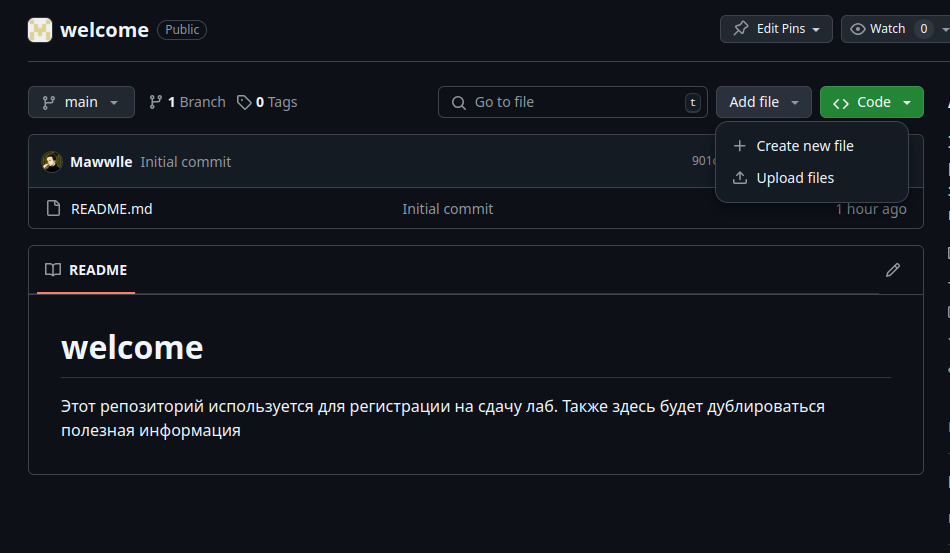 welcome Public Edit Pins Watch 0
main 1 Branch 0 Tags Go to file t Add file Code
Create new file
Upload files
Mawwlle Initial commit
README.md Initial commit 1 hour ago
README
welcome
Этот репозиторий используется для регистрации на сдачу лаб. Также здесь будет дублироваться
полезная информация